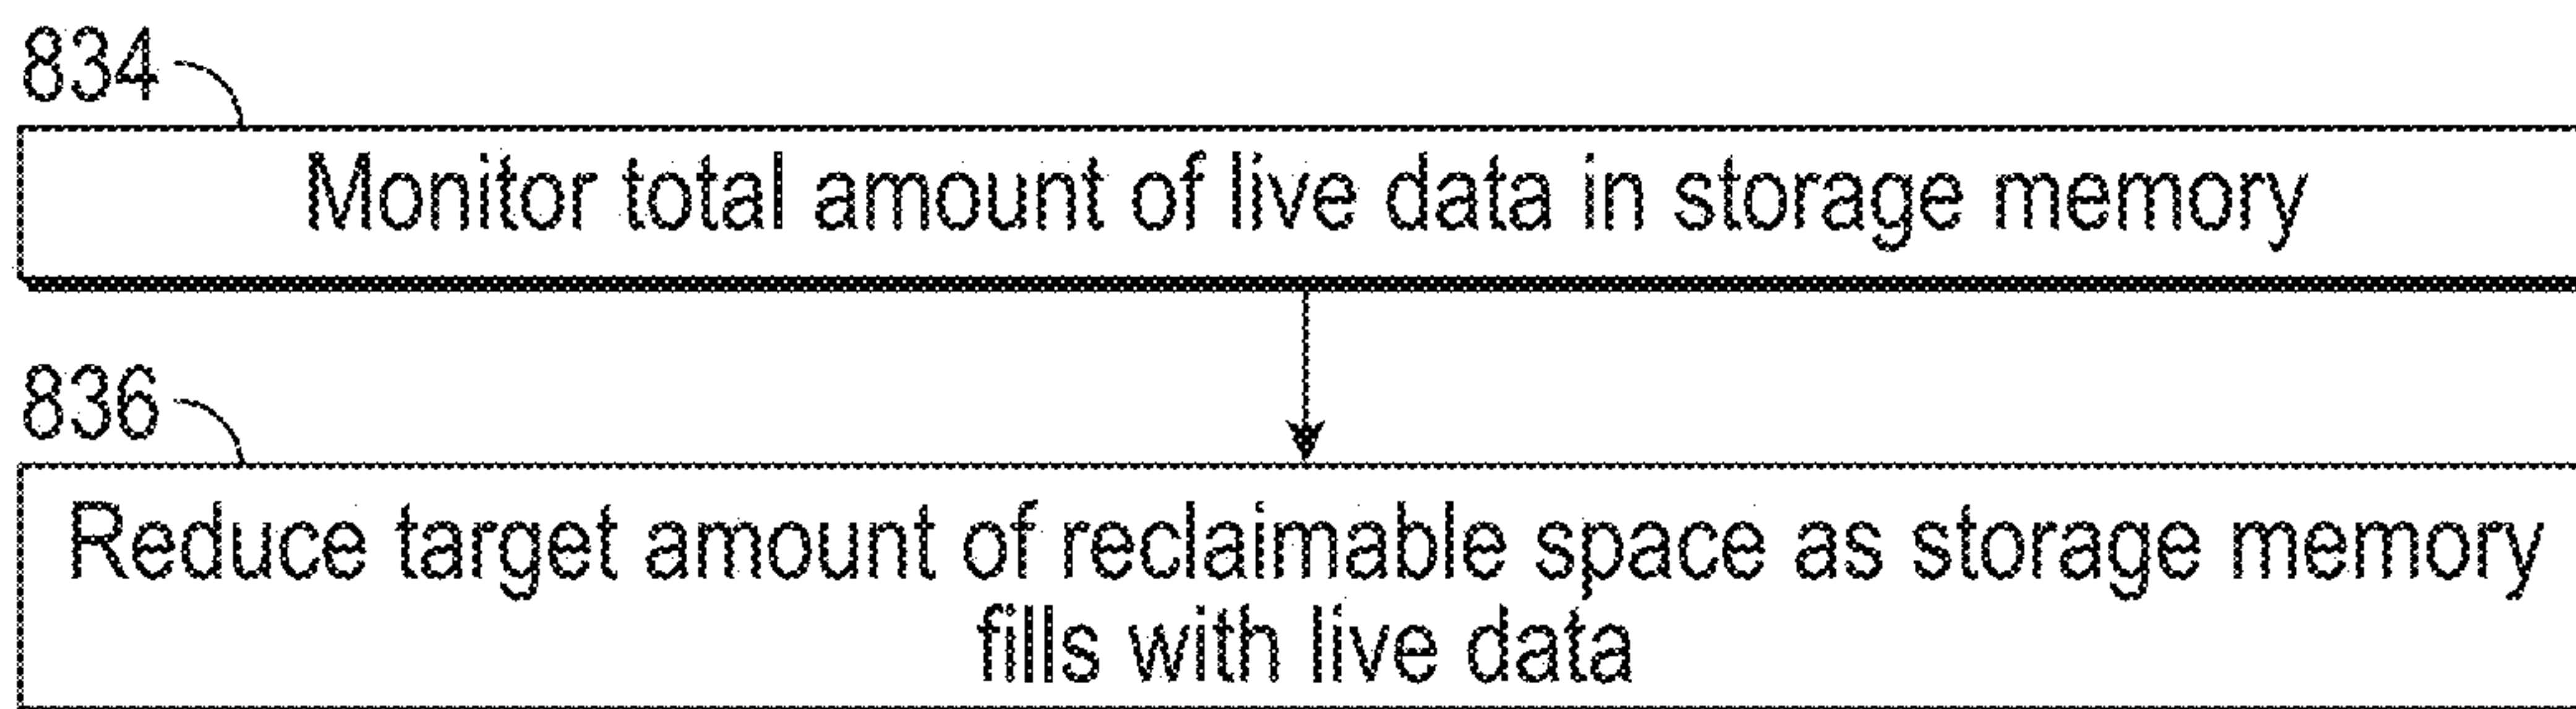 834
Monitor total amount of live data in storage memory
836
Reduce target amount of reclaimable space as storage memory
fills with live data